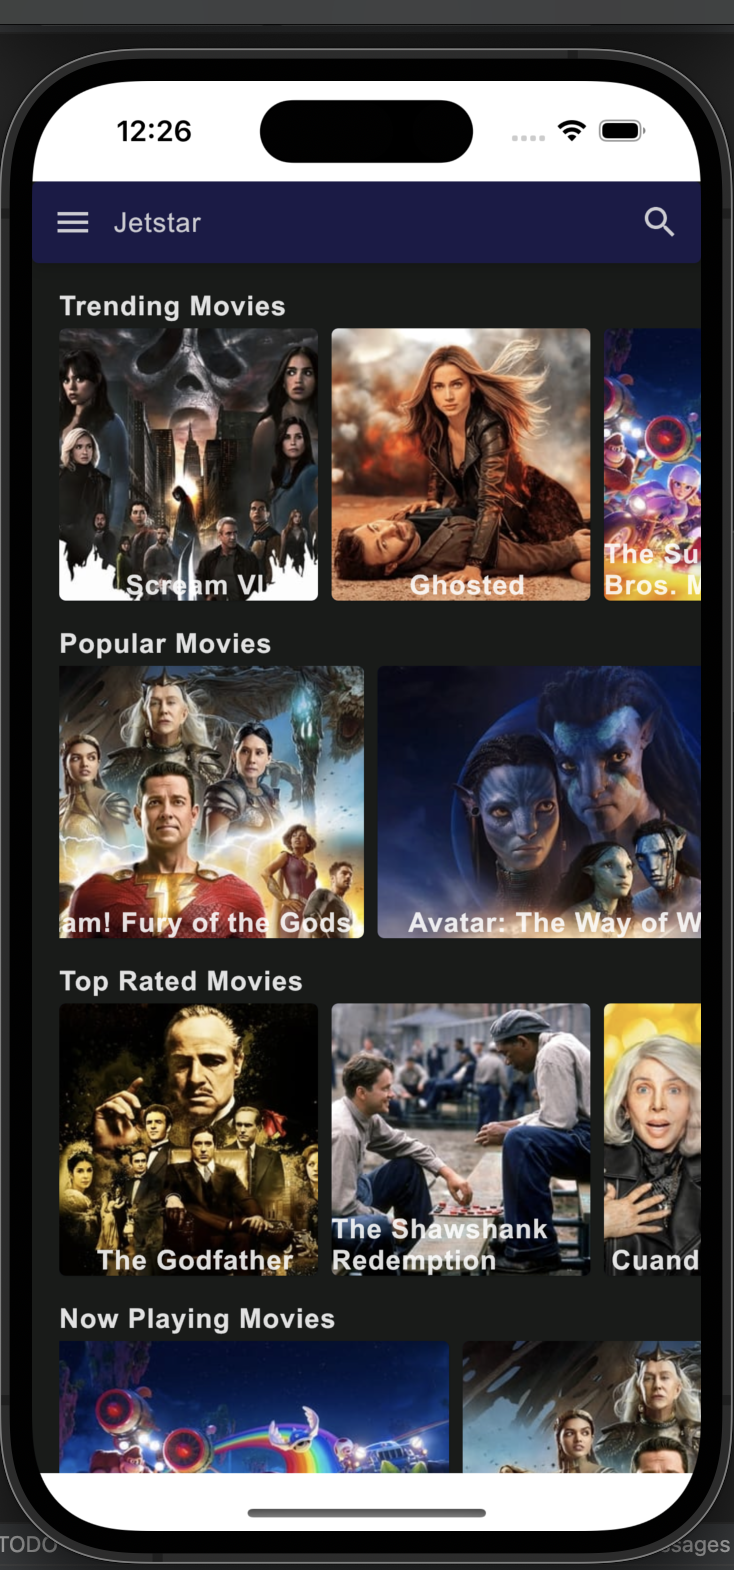 12:26
Jetstar
Trending Movies
Scream VI
Ghosted
The Su
Bros. M
Popular Movies
am! Fury of the Gods
Avatar: The Way of W
Top Rated Movies
The Godfather
The Shawshank
Redemption
Cuand
Now Playing Movies
TODO
sages